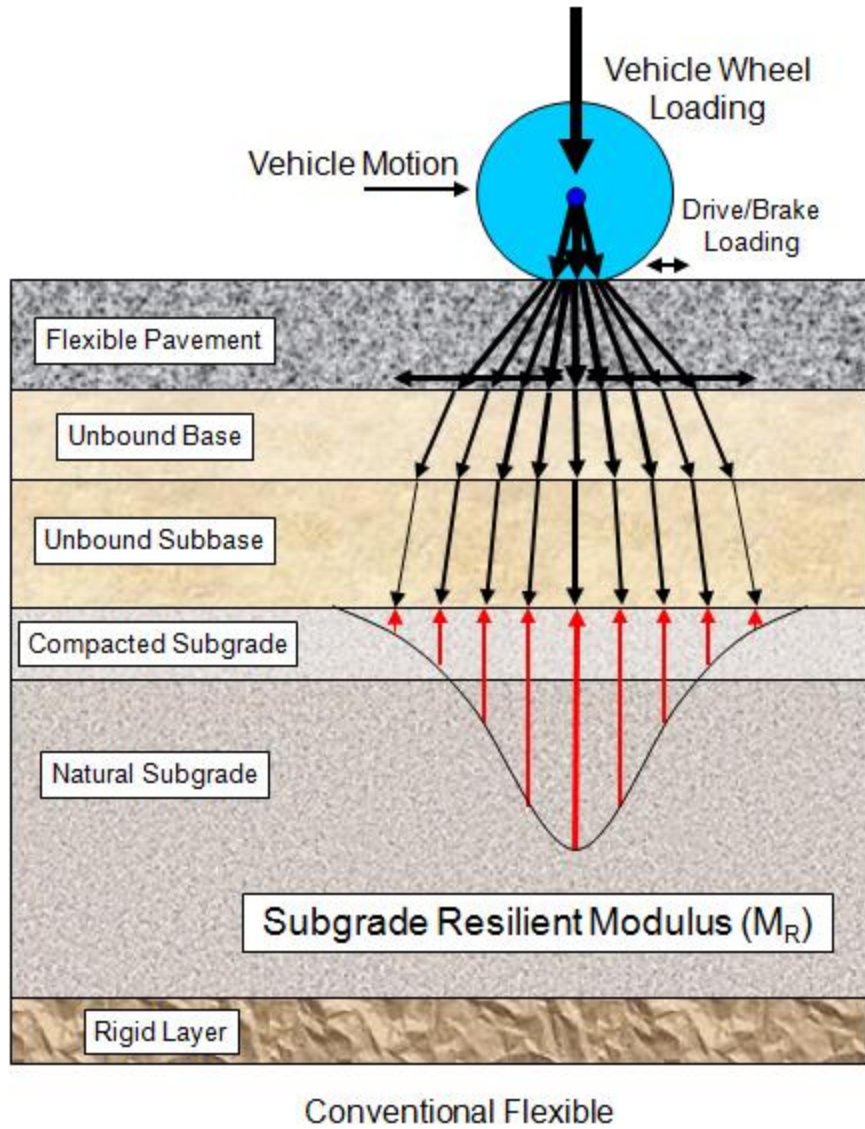 Vehicle Wheel
Loading
Vehicle Motion
Drive/Brake
Loading
Flexible Pavement
Unbound Base
Unbound Subbase
Compacted Subgrade
Natural Subgrade
Subgrade Resilient Modulus (M_R)
Rigid Layer
Conventional Flexible